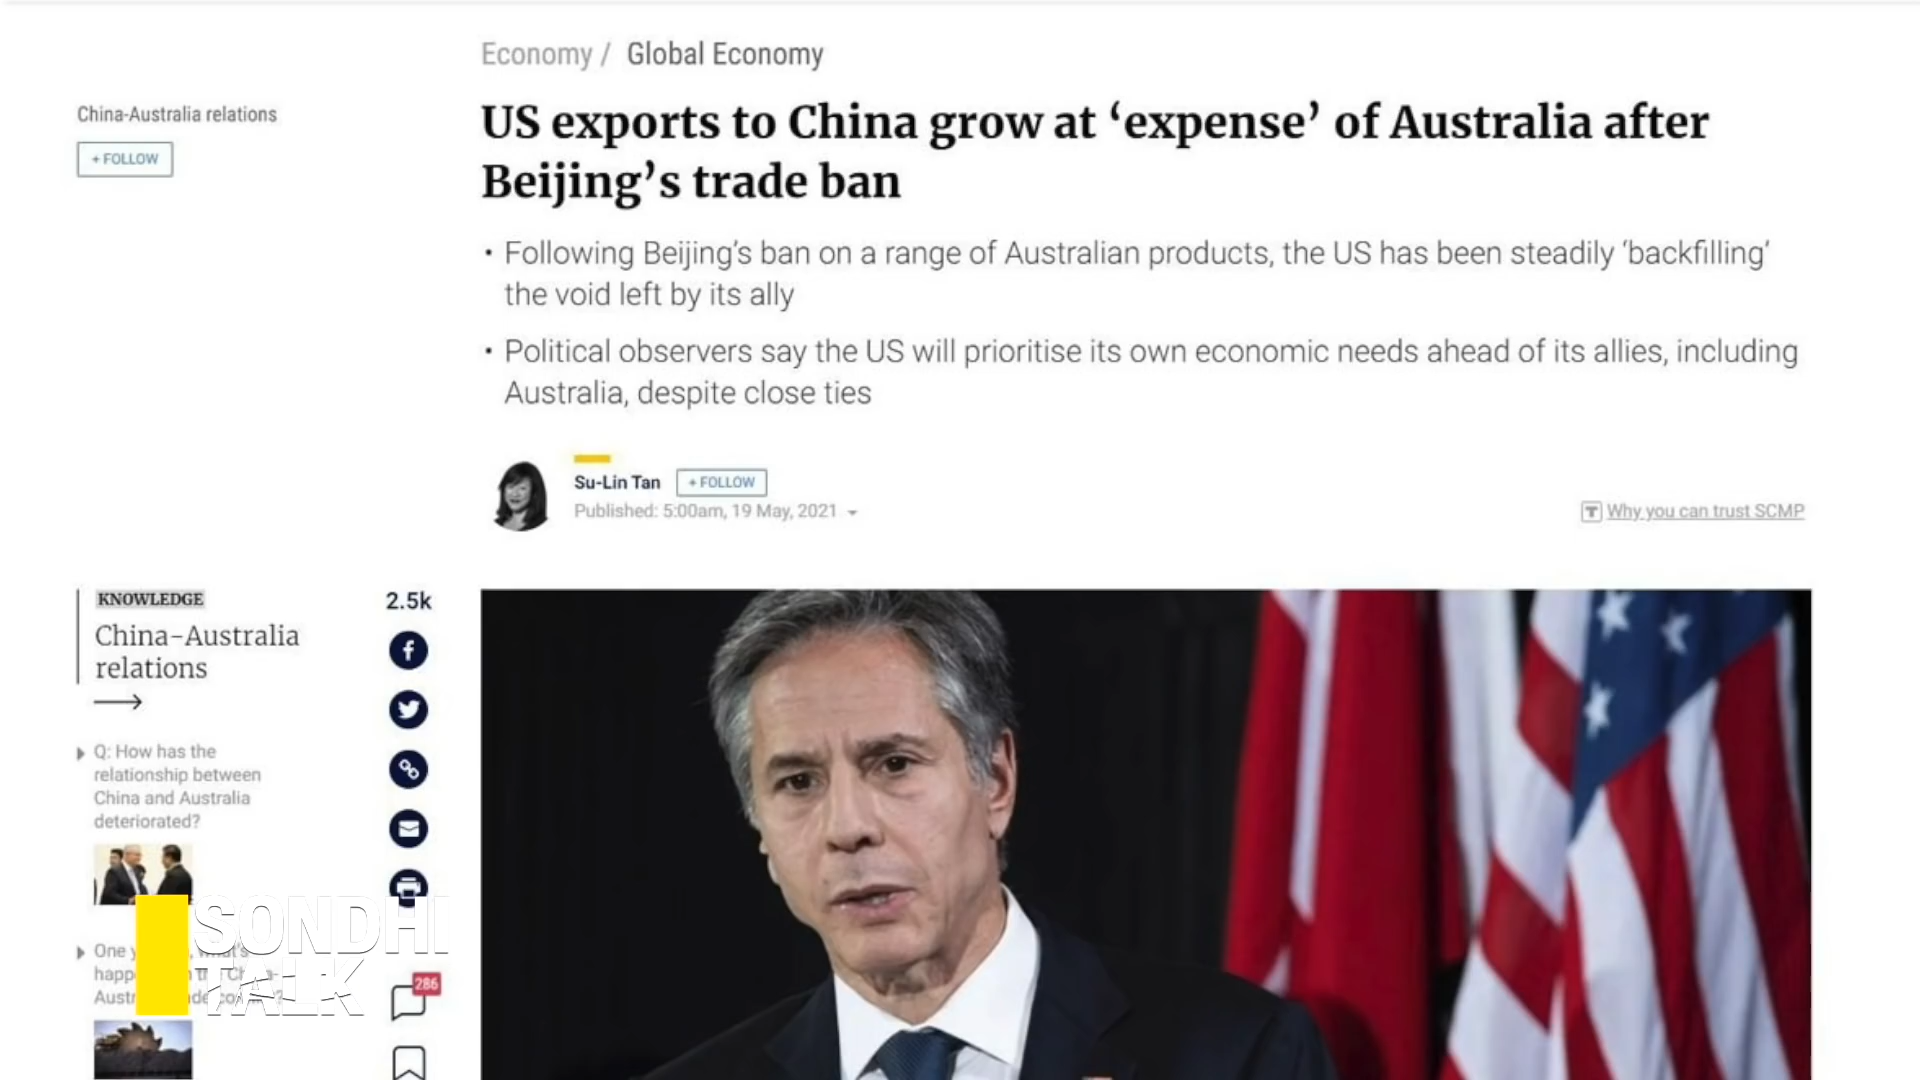 Economy / Global Economy
China-Australia relations
+ FOLLOW
US exports to China grow at ‘expense’ of Australia after
Beijing’s trade ban
• Following Beijing’s ban on a range of Australian products, the US has been steadily ‘backfilling’
the void left by its ally
• Political observers say the US will prioritise its own economic needs ahead of its allies, including
Australia, despite close ties
Su-Lin Tan + FOLLOW
Published: 5:00am, 19 May, 2021
Why you can trust SCMP
KNOWLEDGE
China–Australia
relations
2.5k
Q: How has the
relationship between
China and Australia
deteriorated?
One
SONDHI
TALK
286